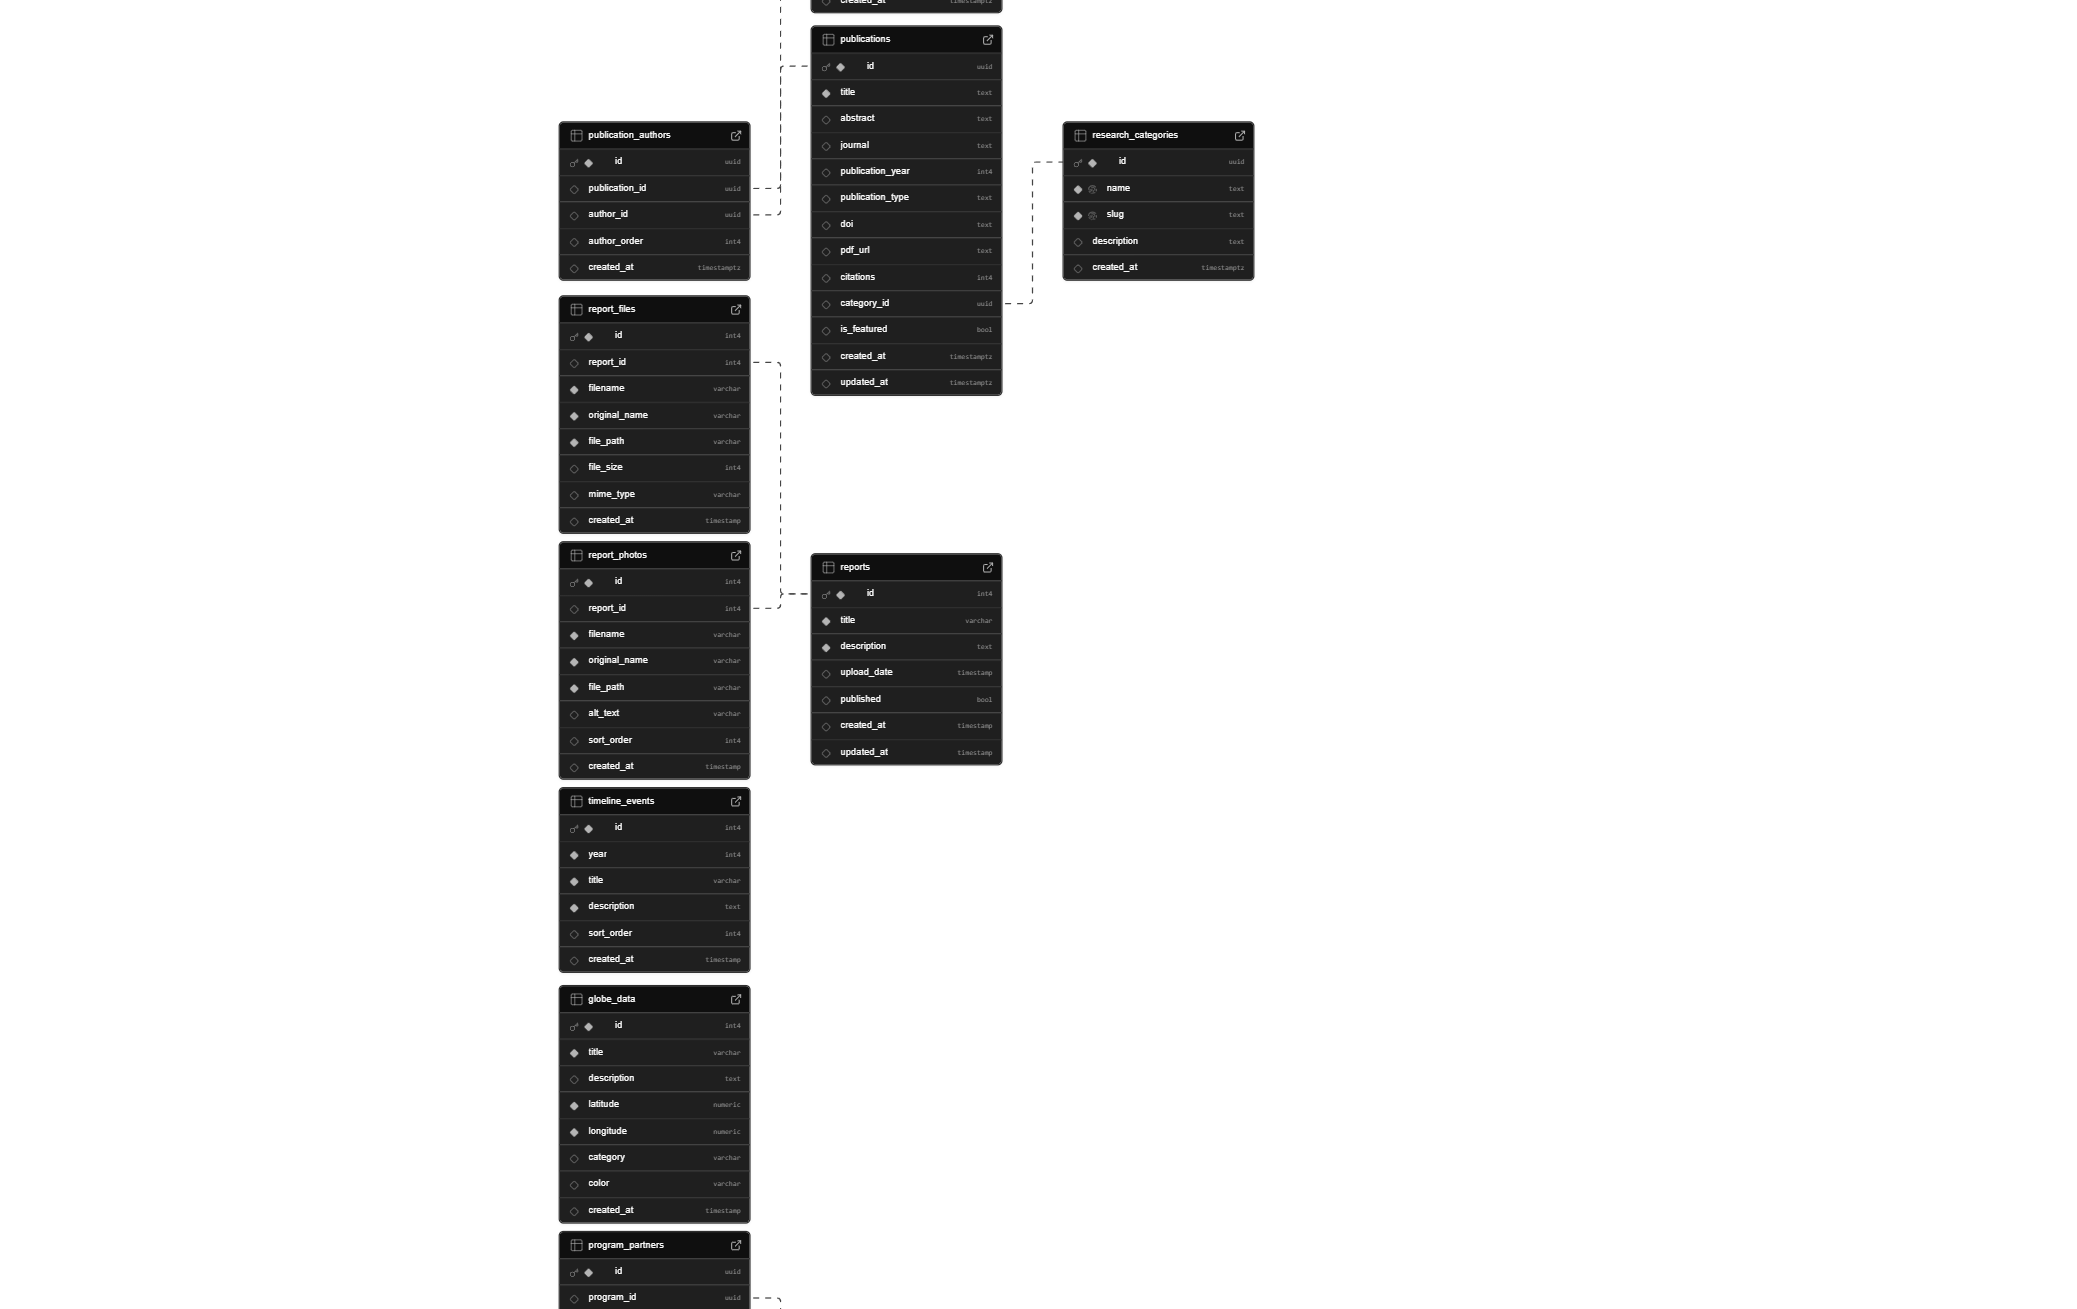 created_at timestamptz
publications
id uuid
title text
abstract text
journal text
publication_year int4
publication_type text
doi text
pdf_url text
citations int4
category_id uuid
is_featured bool
created_at timestamptz
updated_at timestamptz
publication_authors
id uuid
publication_id uuid
author_id uuid
author_order int4
created_at timestamptz
research_categories
id uuid
name text
slug text
description text
created_at timestamptz
report_files
id int4
report_id int4
filename varchar
original_name varchar
file_path varchar
file_size int4
mime_type varchar
created_at timestamp
report_photos
id int4
report_id int4
filename varchar
original_name varchar
file_path varchar
alt_text varchar
sort_order int4
created_at timestamp
reports
id int4
title varchar
description text
upload_date timestamp
published bool
created_at timestamp
updated_at timestamp
timeline_events
id int4
year int4
title varchar
description text
sort_order int4
created_at timestamp
globe_data
id int4
title varchar
description text
latitude numeric
longitude numeric
category varchar
color varchar
created_at timestamp
program_partners
id uuid
program_id uuid